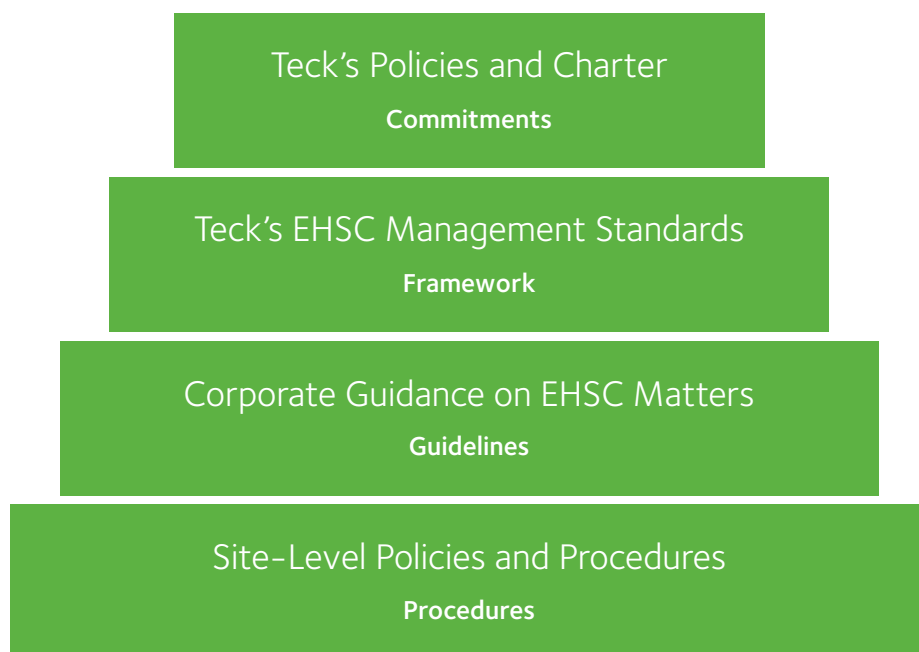 Teck’s Policies and Charter
Commitments
Teck’s EHSC Management Standards
Framework
Corporate Guidance on EHSC Matters
Guidelines
Site-Level Policies and Procedures
Procedures